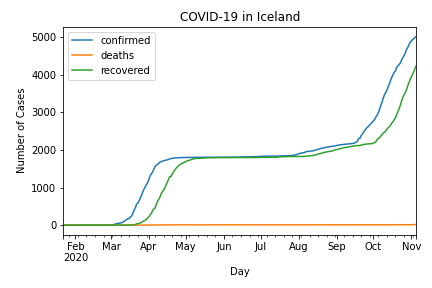 COVID-19 in Iceland
confirmed
deaths
recovered
Number of Cases
5000
4000
3000
2000
1000
0
Feb Mar Apr May Jun Jul Aug Sep Oct Nov
2020
Day